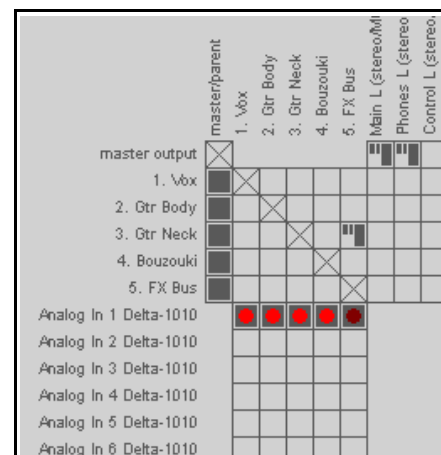 master/parent
1. Vox
2. Gtr Body
3. Gtr Neck
4. Bouzouki
5. FX Bus
Main L (stereo/M
Phones L (stereo
Control L (stereo,
master output
1. Vox
2. Gtr Body
3. Gtr Neck
4. Bouzouki
5. FX Bus
Analog In 1 Delta-1010
Analog In 2 Delta-1010
Analog In 3 Delta-1010
Analog In 4 Delta-1010
Analog In 5 Delta-1010
Analog In 6 Delta-1010